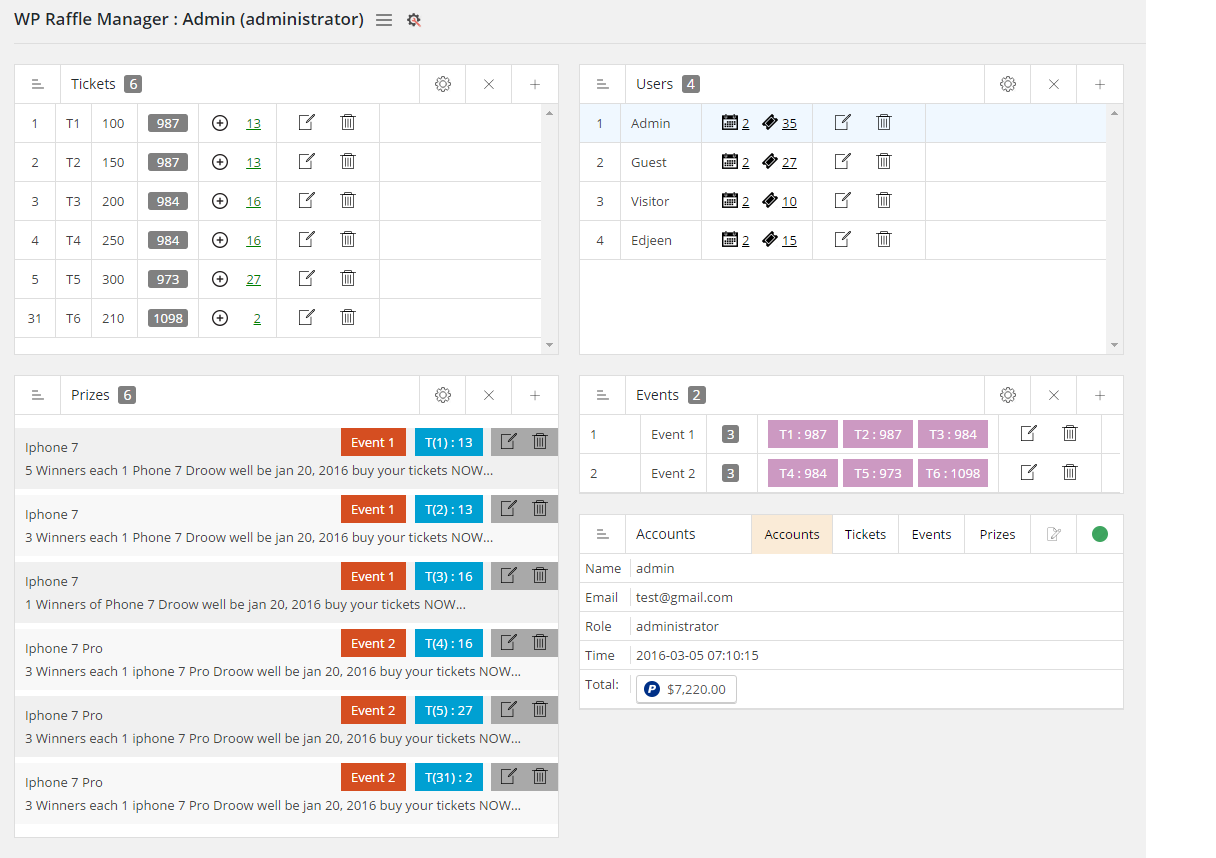 WP Raffle Manager : Admin (administrator)
Tickets 6
1 T1 100 987 13
2 T2 150 987 13
3 T3 200 984 16
4 T4 250 984 16
5 T5 300 973 27
31 T6 210 1098 2
Users 4
1 Admin 2 35
2 Guest 2 27
3 Visitor 2 10
4 Edjeen 2 15
Prizes 6
Iphone 7 Event 1 T(1) : 13
5 Winners each 1 Phone 7 Droow well be jan 20, 2016 buy your tickets NOW...
Iphone 7 Event 1 T(2) : 13
3 Winners each 1 Phone 7 Droow well be jan 20, 2016 buy your tickets NOW...
Iphone 7 Event 1 T(3) : 16
1 Winners of Phone 7 Droow well be jan 20, 2016 buy your tickets NOW...
Iphone 7 Pro Event 2 T(4) : 16
3 Winners each 1 iphone 7 Pro Droow well be jan 20, 2016 buy your tickets NOW...
Iphone 7 Pro Event 2 T(5) : 27
3 Winners each 1 iphone 7 Pro Droow well be jan 20, 2016 buy your tickets NOW...
Iphone 7 Pro Event 2 T(31) : 2
3 Winners each 1 iphone 7 Pro Droow well be jan 20, 2016 buy your tickets NOW...
Events 2
1 Event 1 3 T1 : 987 T2 : 987 T3 : 984
2 Event 2 3 T4 : 984 T5 : 973 T6 : 1098
Accounts Accounts Tickets Events Prizes
Name admin
Email test@gmail.com
Role administrator
Time 2016-03-05 07:10:15
Total: P $7,220.00